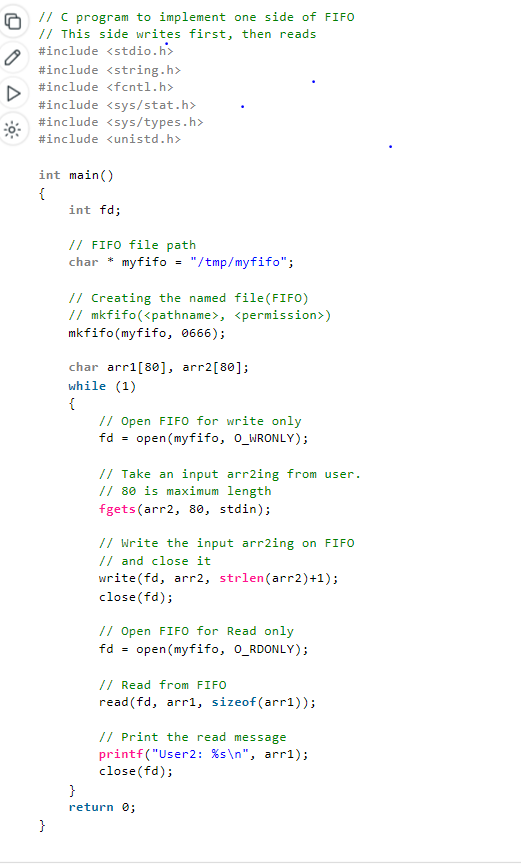 // C program to implement one side of FIFO
// This side writes first, then reads
#include <stdio.h>
#include <string.h>
#include <fcntl.h>
#include <sys/stat.h>
#include <sys/types.h>
#include <unistd.h>

int main()
{
    int fd;

    // FIFO file path
    char * myfifo = "/tmp/myfifo";

    // Creating the named file(FIFO)
    // mkfifo(<pathname>, <permission>)
    mkfifo(myfifo, 0666);

    char arr1[80], arr2[80];
    while (1)
    {
        // Open FIFO for write only
        fd = open(myfifo, O_WRONLY);

        // Take an input arr2ing from user.
        // 80 is maximum length
        fgets(arr2, 80, stdin);

        // Write the input arr2ing on FIFO
        // and close it
        write(fd, arr2, strlen(arr2)+1);
        close(fd);

        // Open FIFO for Read only
        fd = open(myfifo, O_RDONLY);

        // Read from FIFO
        read(fd, arr1, sizeof(arr1));

        // Print the read message
        printf("User2: %s\n", arr1);
        close(fd);
    }
    return 0;
}